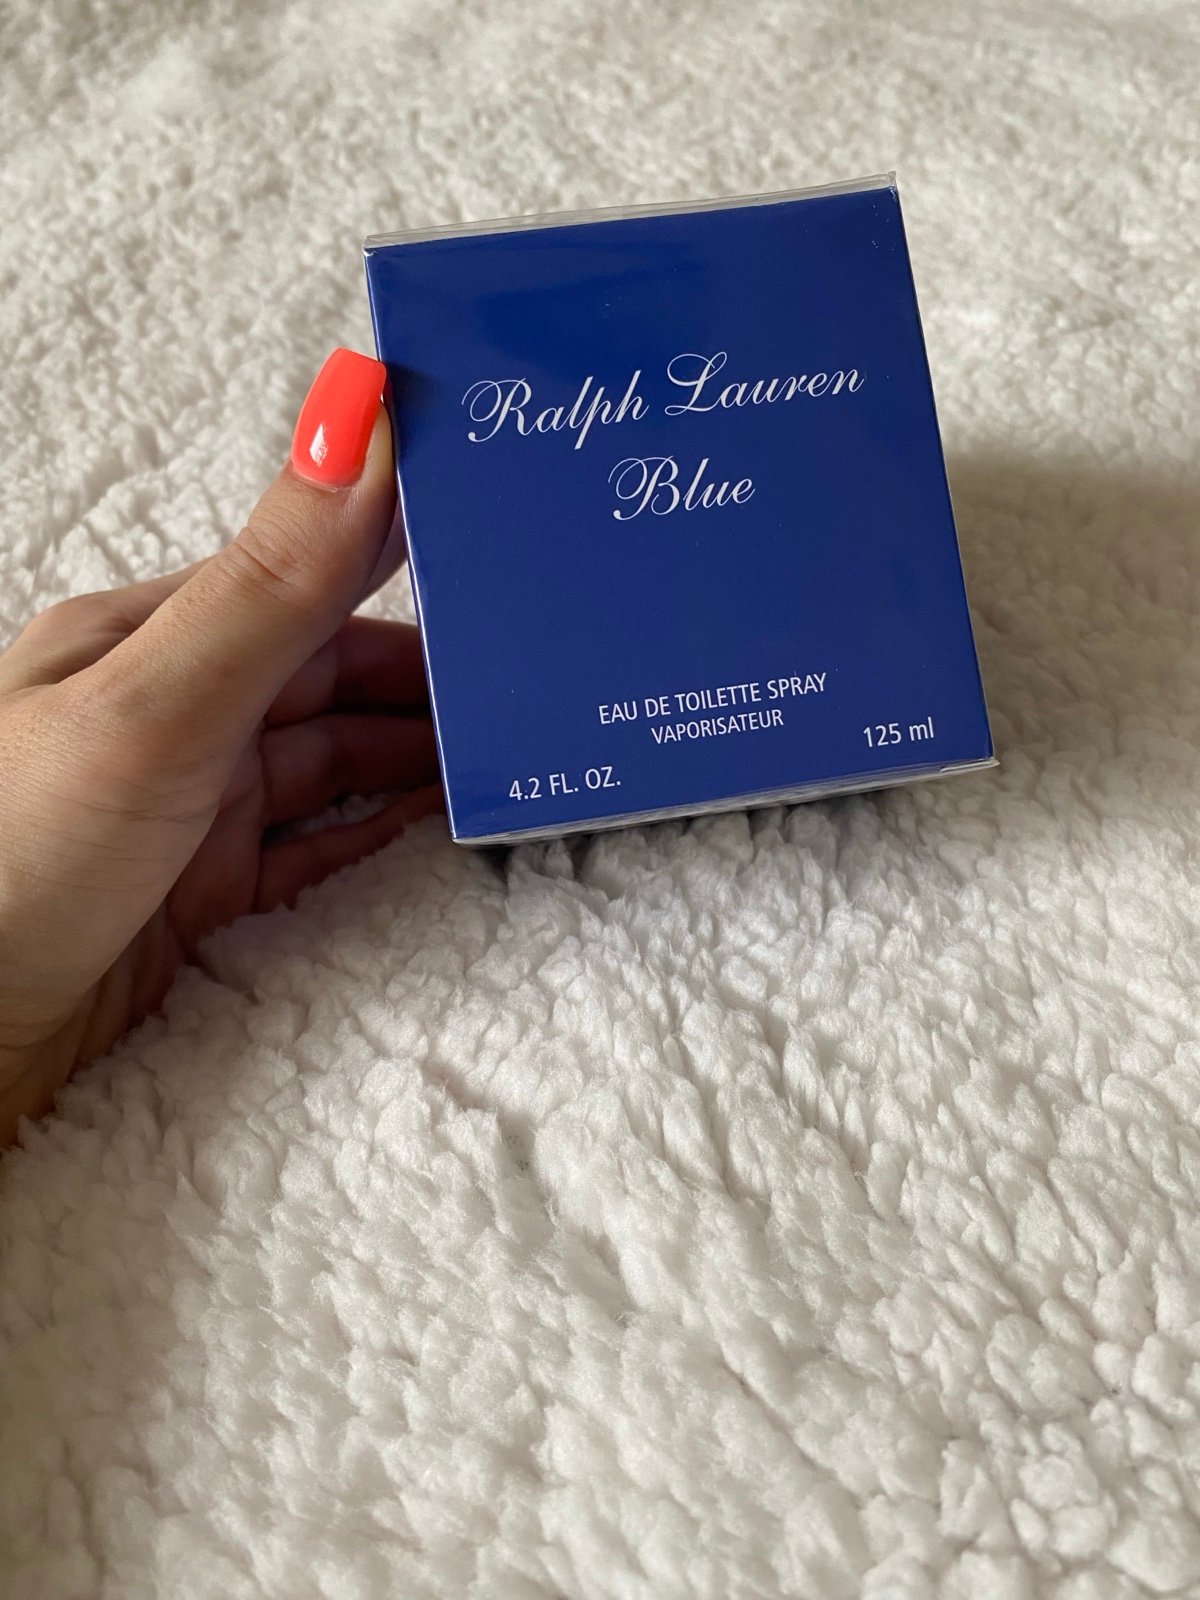 Ralph Lauren
Blue
EAU DE TOILETTE SPRAY
VAPORISATEUR
4.2 FL. OZ.
125 ml